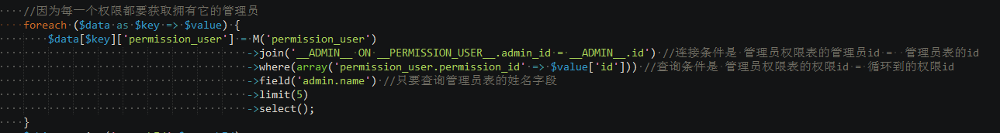 //因为每一个权限都要获取拥有它的管理员
foreach ($data as $key => $value) {
$data[$key]['permission_user'] = M('permission_user')
->join('__ADMIN__ ON __PERMISSION_USER__.admin_id = __ADMIN__.id') //连接条件是 管理员权限表的管理员id = 管理员表的id
->where(array('permission_user.permission_id' => $value['id'])) //查询条件是 管理员权限表的权限id = 循环到的权限id
->field('admin.name') //只要查询管理员表的姓名字段
->limit(5)
->select();
}